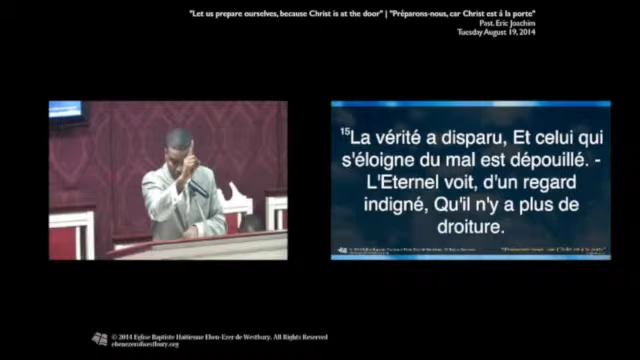 "Let us prepare ourselves, because Christ is at the door" | "Préparons-nous, car Christ est à la porte"
Past. Eric Joachim
Tuesday August 19, 2014
15La vérité a disparu, Et celui qui
s'éloigne du mal est dépouillé. -
L'Eternel voit, d'un regard
indigné, Qu'il n'y a plus de
droiture.
© 2014 Eglise Baptiste Haïtienne Eben-Ezer de Westbury. All Rights Reserved
ebenezerdwestbury.org